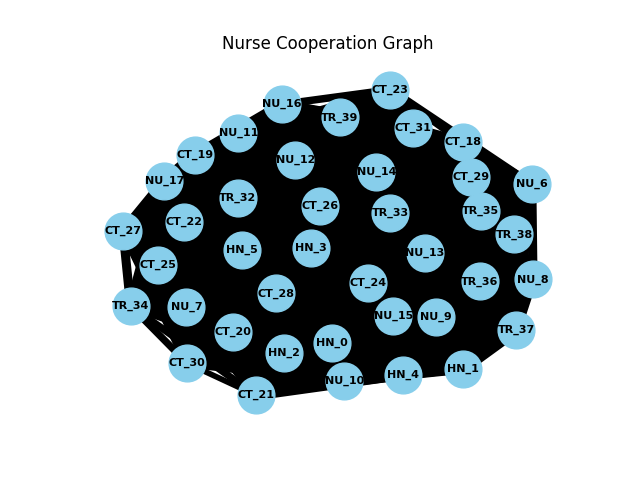 Nurse Cooperation Graph
CT_23
NU_16
TR_39
CT_31
NU_11
CT_18
CT_19
NU_12
NU_14
CT_29
NU_17
NU_6
TR_32
CT_26
TR_33
TR_35
CT_22
CT_27
TR_38
HN_5
HN_3
NU_13
CT_25
NU_8
TR_36
CT_24
CT_28
TR_34
NU_7
NU_15
NU_9
CT_20
TR_37
HN_0
HN_2
CT_30
HN_1
HN_4
NU_10
CT_21